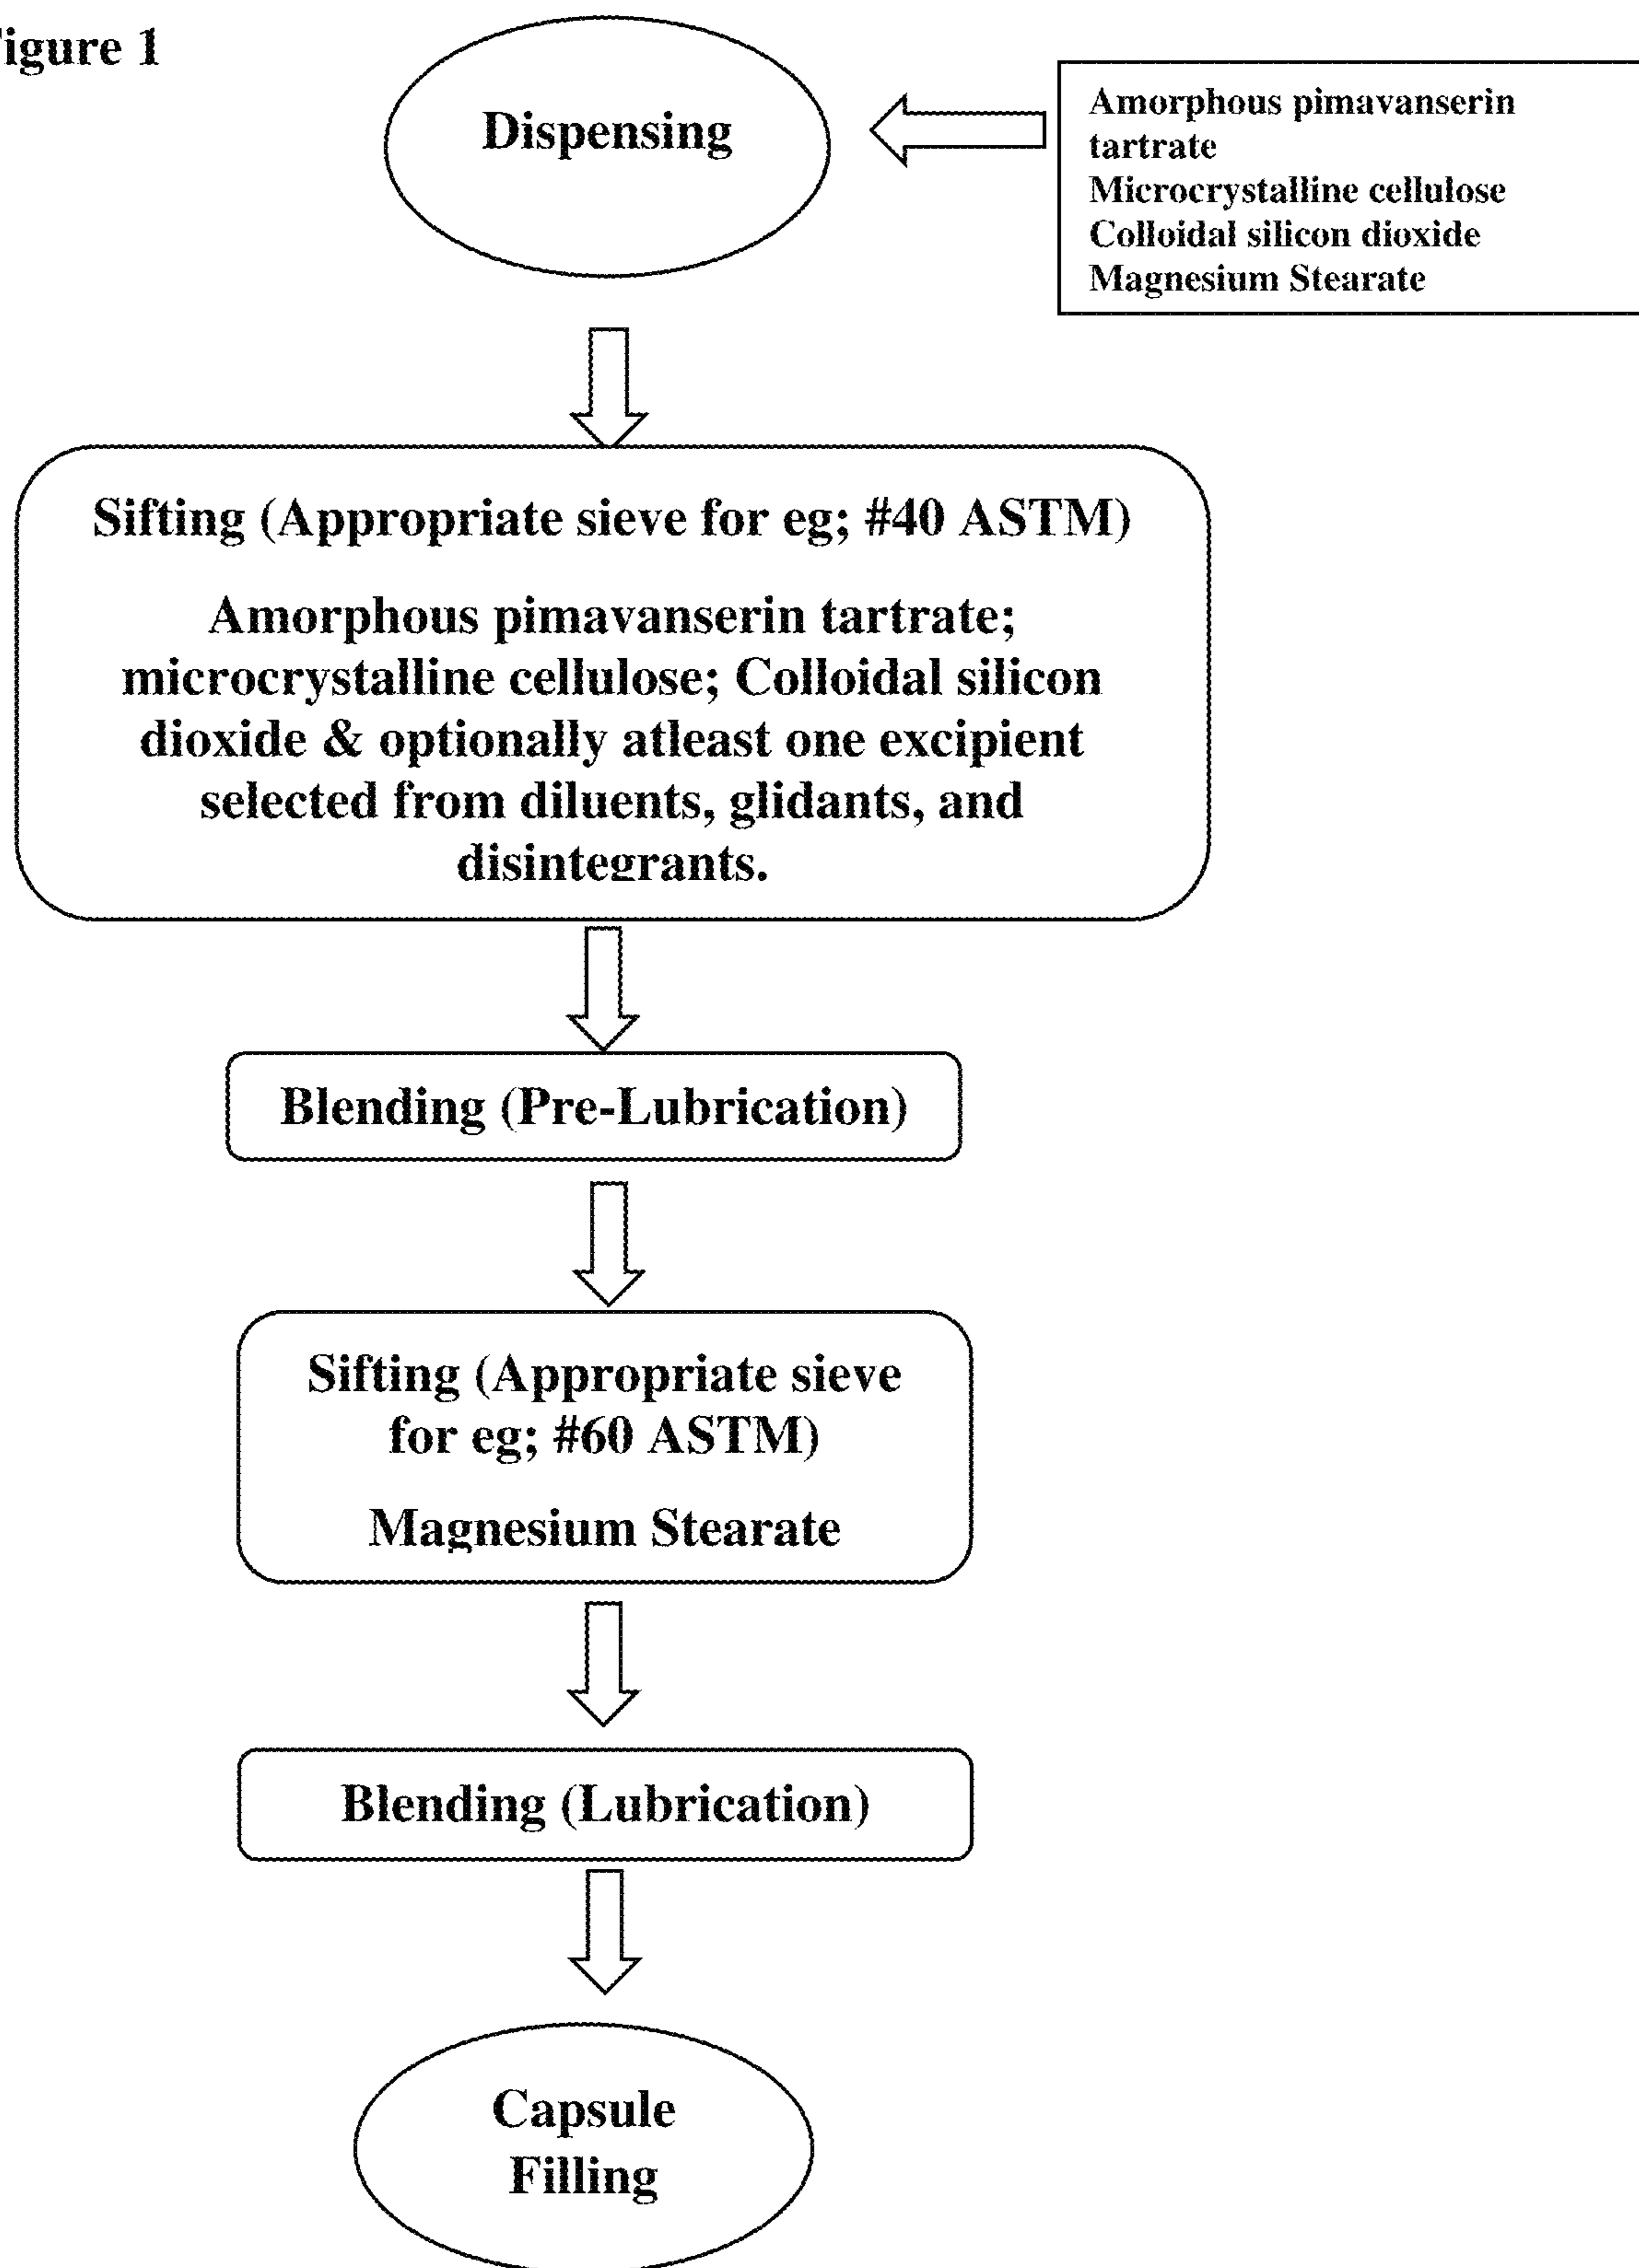 igure 1
Dispensing
Amorphous pimavanserin
tartrate
Microcrystalline cellulose
Colloidal silicon dioxide
Magnesium Stearate
Sifting (Appropriate sieve for eg; #40 ASTM)
Amorphous pimavanserin tartrate;
microcrystalline cellulose; Colloidal silicon
dioxide & optionally atleast one excipient
selected from diluents, glidants, and
disintegrants.
Blending (Pre-Lubrication)
Sifting (Appropriate sieve
for eg; #60 ASTM)
Magnesium Stearate
Blending (Lubrication)
Capsule
Filling